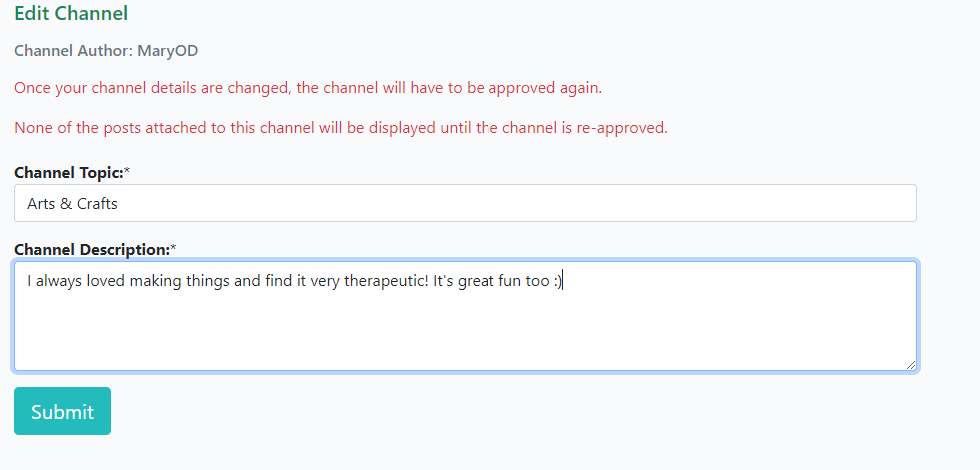 Edit Channel
Channel Author: MaryOD
Once your channel details are changed, the channel will have to be approved again.
None of the posts attached to this channel will be displayed until the channel is re-approved.
Channel Topic:*
Arts & Crafts
Channel Description:*
I always loved making things and find it very therapeutic! It's great fun too :)
Submit